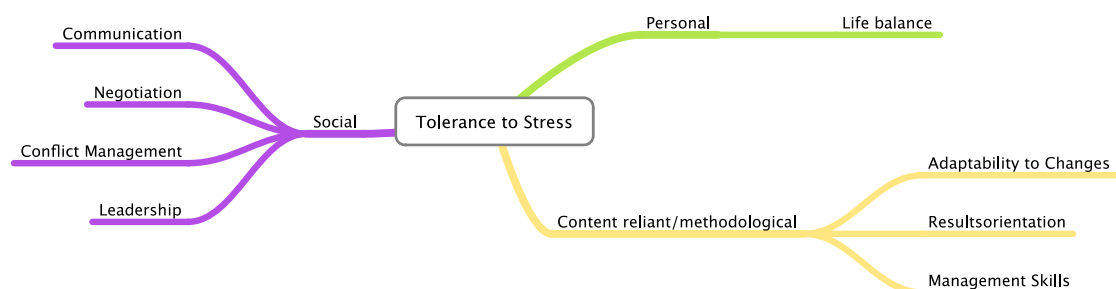 Communication
Negotiation
Conflict Management
Leadership
Social
Tolerance to Stress
Personal
Life balance
Content reliant/methodological
Adaptability to Changes
Resultsorientation
Management Skills